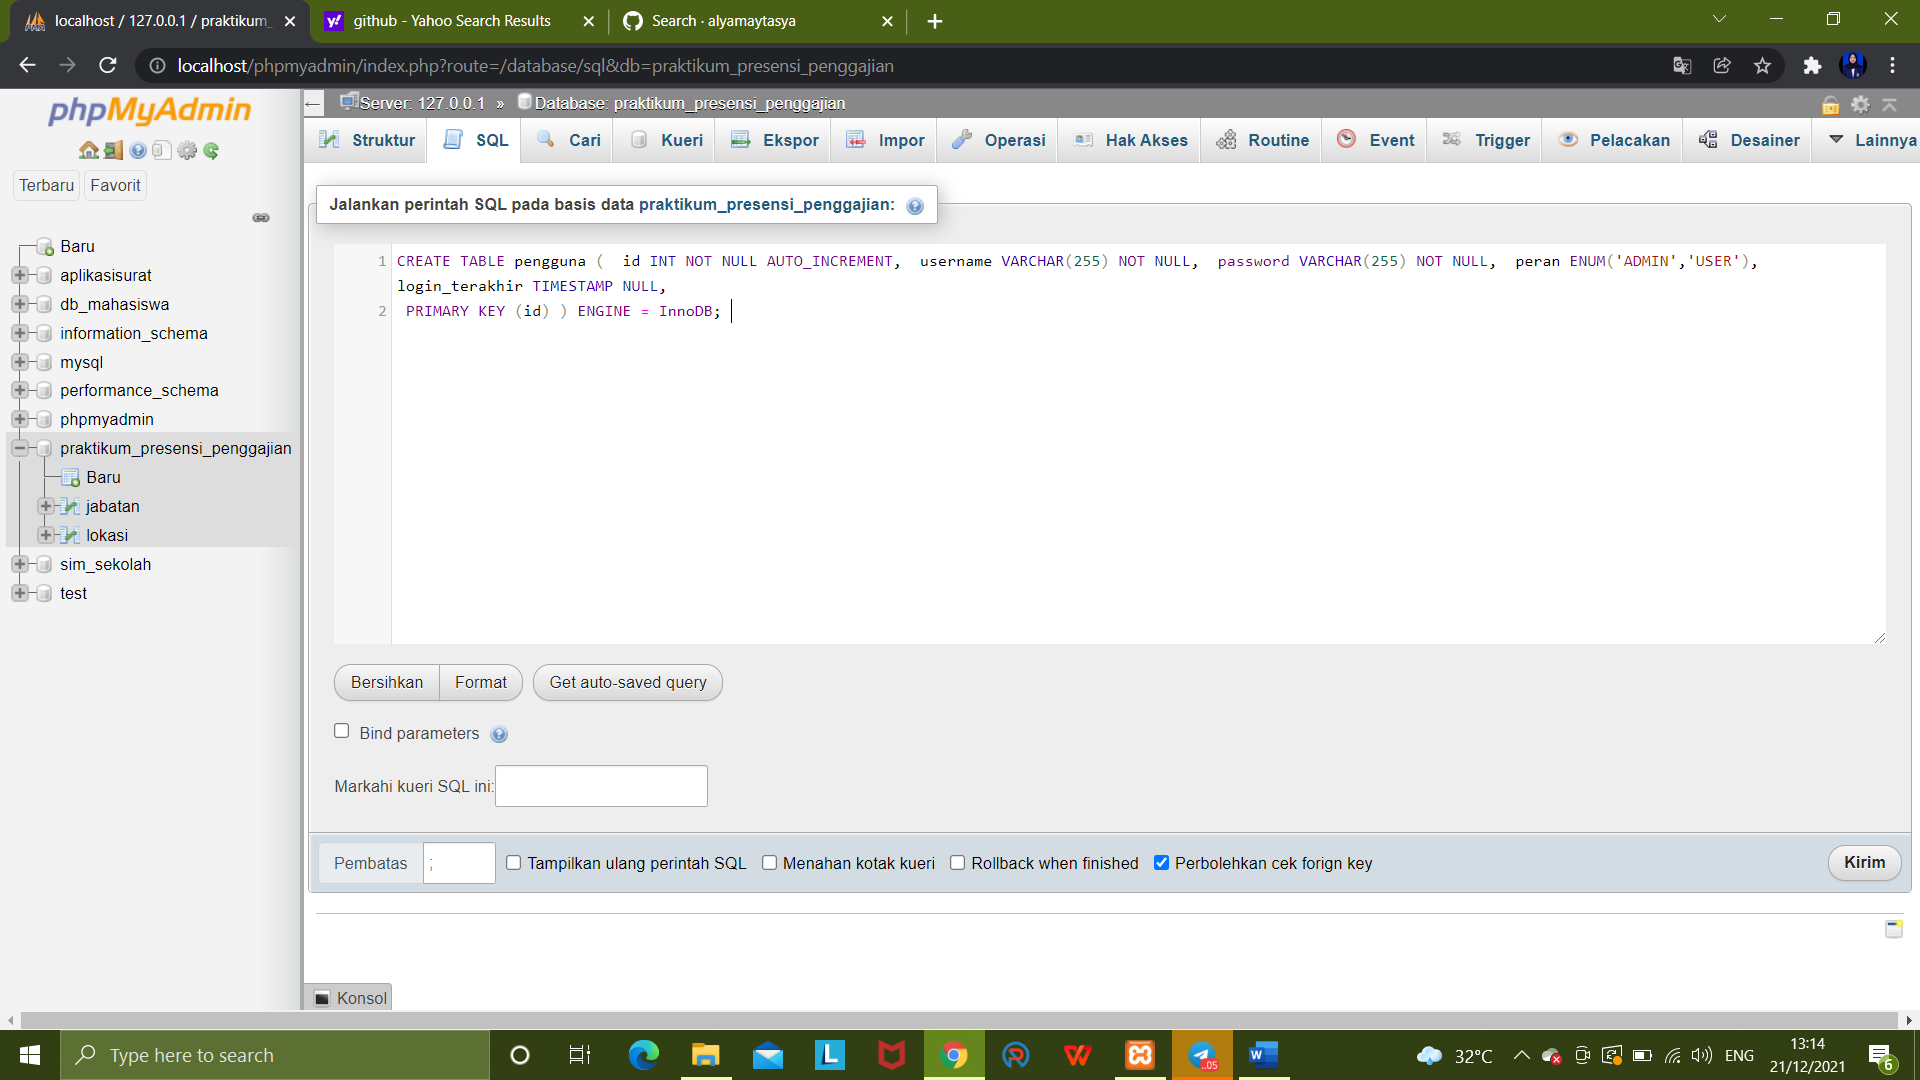 localhost / 127.0.0.1 / praktikum_
github - Yahoo Search Results
Search · alyamaytasya
localhost/phpmyadmin/index.php?route=/database/sql&db=praktikum_presensi_penggajian
phpMyAdmin
Server: 127.0.0.1 » Database: praktikum_presensi_penggajian
Struktur SQL Cari Kueri Ekspor Impor Operasi Hak Akses Routine Event Trigger Pelacakan Desainer Lainnya
Terbaru Favorit
Baru
aplikasisurat
db_mahasiswa
information_schema
mysql
performance_schema
phpmyadmin
praktikum_presensi_penggajian
Baru
jabatan
lokasi
sim_sekolah
test
Jalankan perintah SQL pada basis data praktikum_presensi_penggajian:
1 CREATE TABLE pengguna (  id INT NOT NULL AUTO_INCREMENT,  username VARCHAR(255) NOT NULL,  password VARCHAR(255) NOT NULL,  peran ENUM('ADMIN','USER'),
login_terakhir TIMESTAMP NULL,
2 PRIMARY KEY (id) ) ENGINE = InnoDB;
Bersihkan Format Get auto-saved query
Bind parameters
Markahi kueri SQL ini:
Pembatas ; Tampilkan ulang perintah SQL Menahan kotak kueri Rollback when finished Perbolehkan cek forign key Kirim
Konsol
Type here to search
L
..05
32°C
ENG
13:14
21/12/2021
6